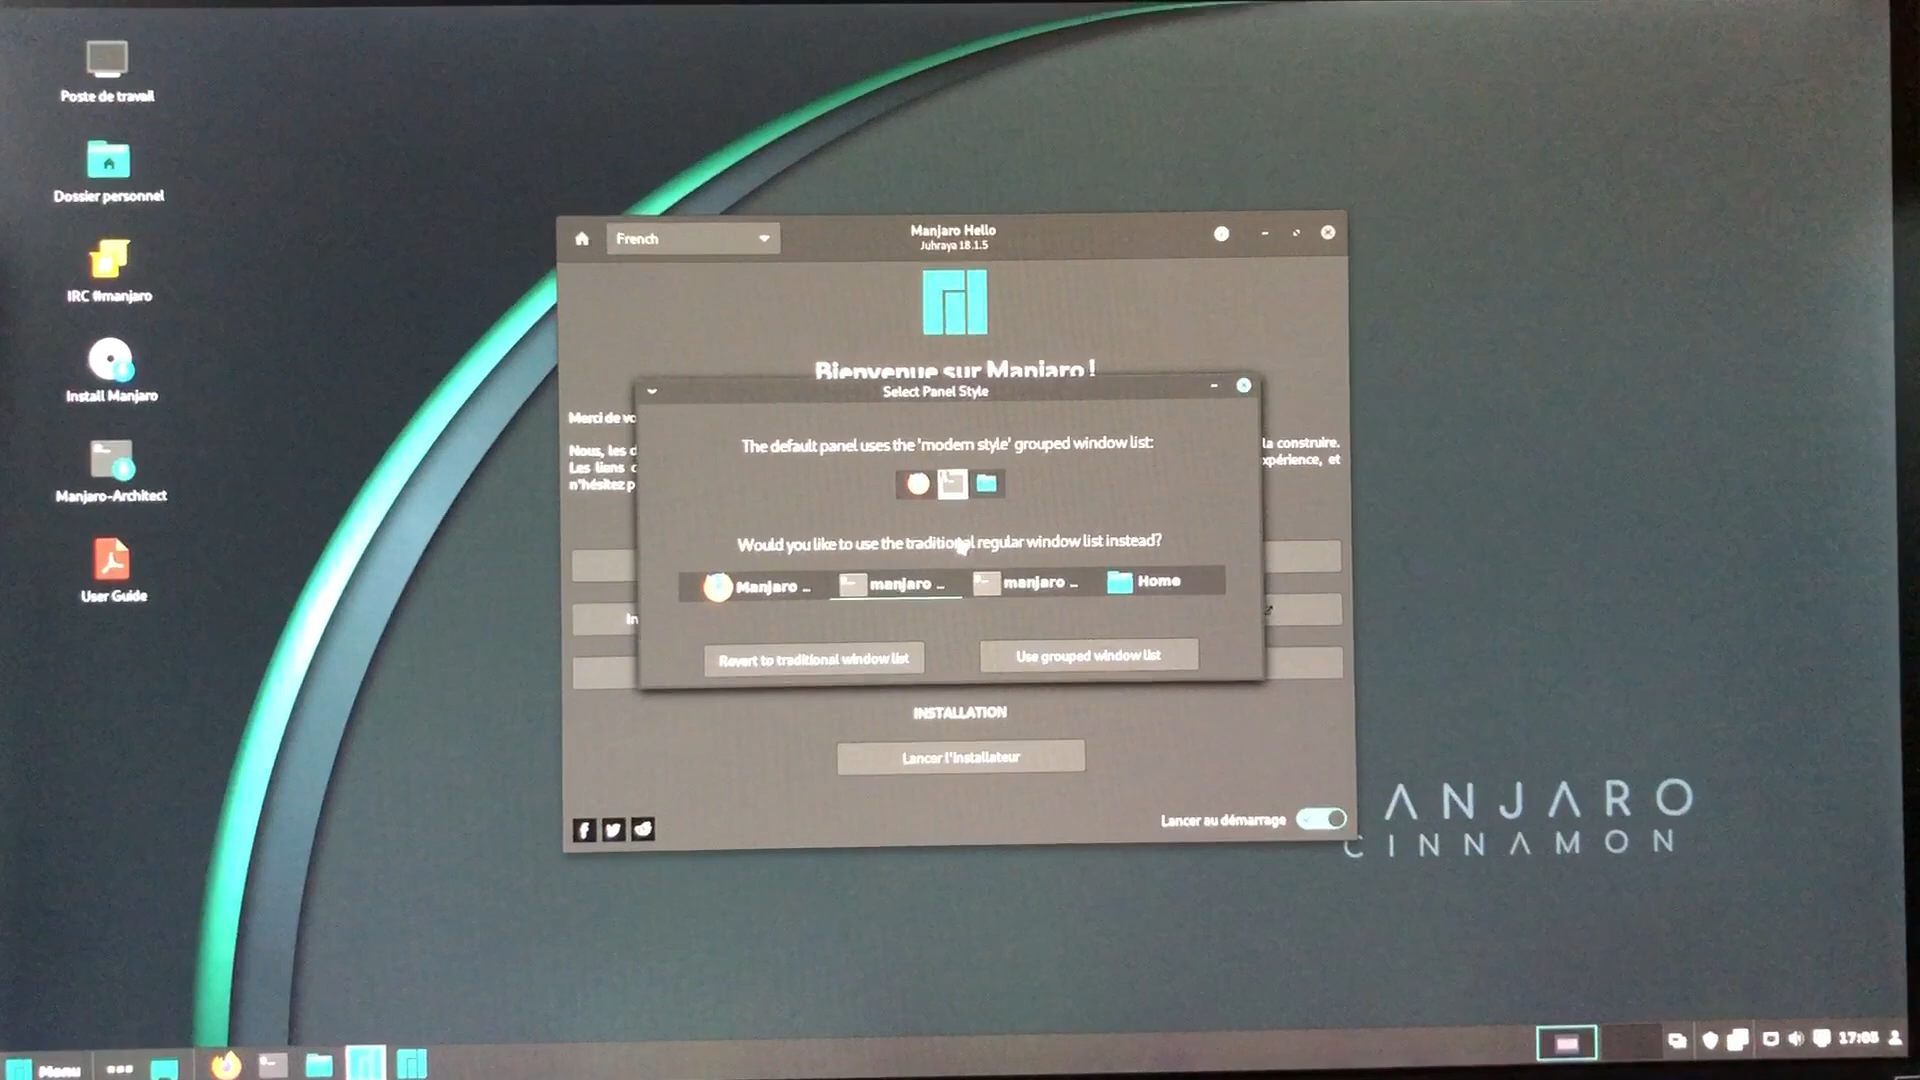 Poste de travail
Dossier personnel
IRC #manjaro
Install Manjaro
Manjaro-Architect
User Guide
French
Manjaro Hello
Juhraya 18.1.5
Bienvenue sur Manjaro !
Merci de vo
Nous, les d
Les liens
n'hésitez p
la construire.
xpérience, et
Select Panel Style
The default panel uses the 'modern style' grouped window list:
Would you like to use the traditional regular window list instead?
Manjaro ...
manjaro ...
manjaro ...
Home
Revert to traditional window list
Use grouped window list
In
INSTALLATION
Lancer l'installateur
Lancer au démarrage
ANJARO
CINNAMON
Menu
17:05